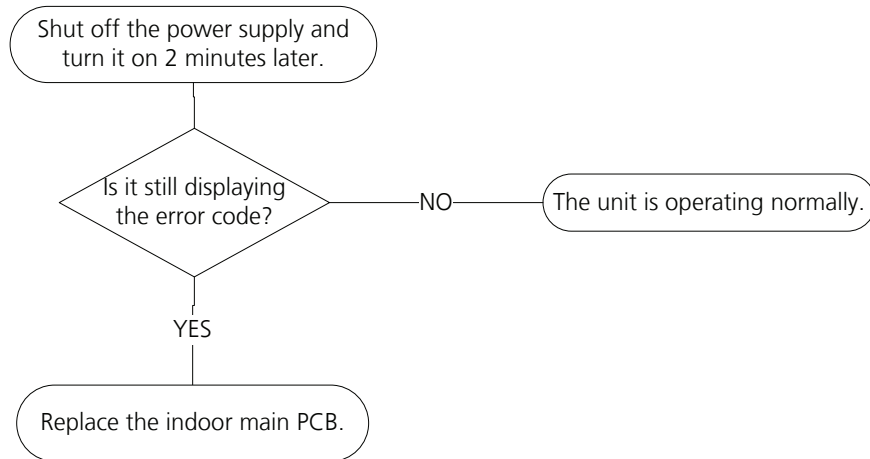 Shut off the power supply and
turn it on 2 minutes later.
Is it still displaying
the error code?
NO
The unit is operating normally.
YES
Replace the indoor main PCB.